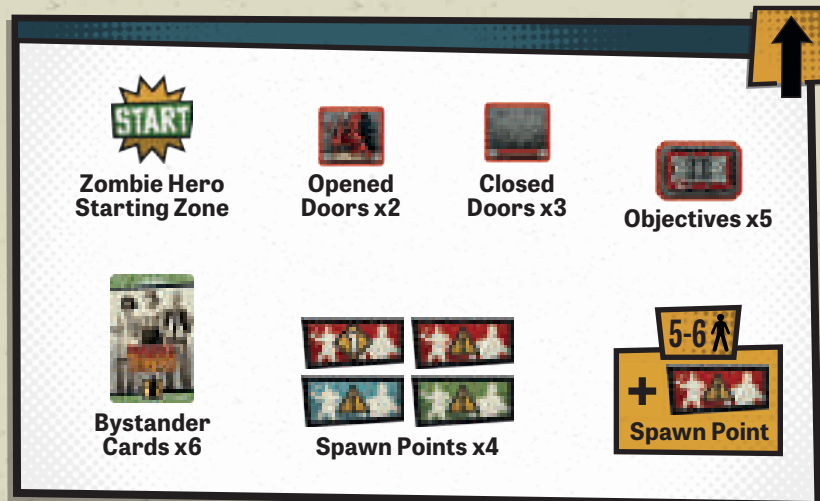 START
Zombie Hero
Starting Zone
Opened
Doors x2
Closed
Doors x3
Objectives x5
Bystander
Cards x6
1
Spawn Points x4
5-6
+
Spawn Point